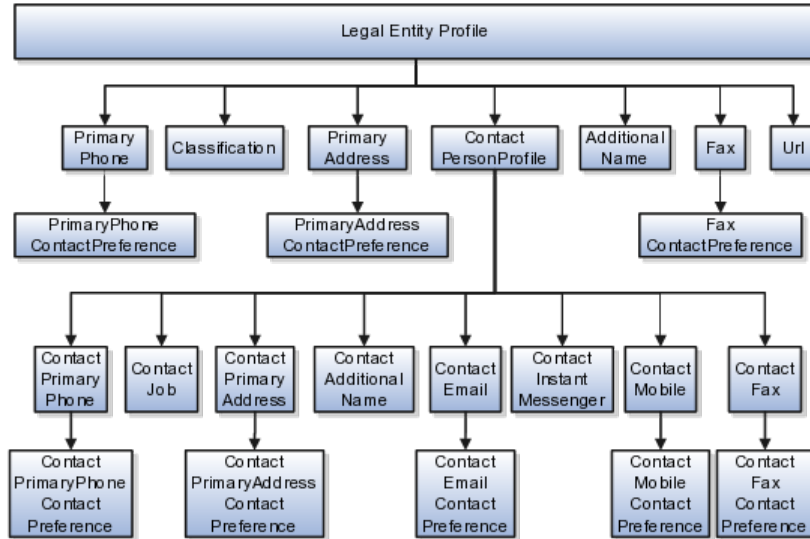 Legal Entity Profile
Primary
Phone
Classification
Primary
Address
Contact
PersonProfile
Additional
Name
Fax
Url
PrimaryPhone
ContactPreference
PrimaryAddress
ContactPreference
Fax
ContactPreference
Contact
Primary
Phone
Contact
Job
Contact
Primary
Address
Contact
Additional
Name
Contact
Email
Contact
Instant
Messenger
Contact
Mobile
Contact
Fax
Contact
PrimaryPhone
Contact
Preference
Contact
PrimaryAddress
Contact
Preference
Contact
Email
Contact
Preference
Contact
Mobile
Contact
Preference
Contact
Fax
Contact
Preference